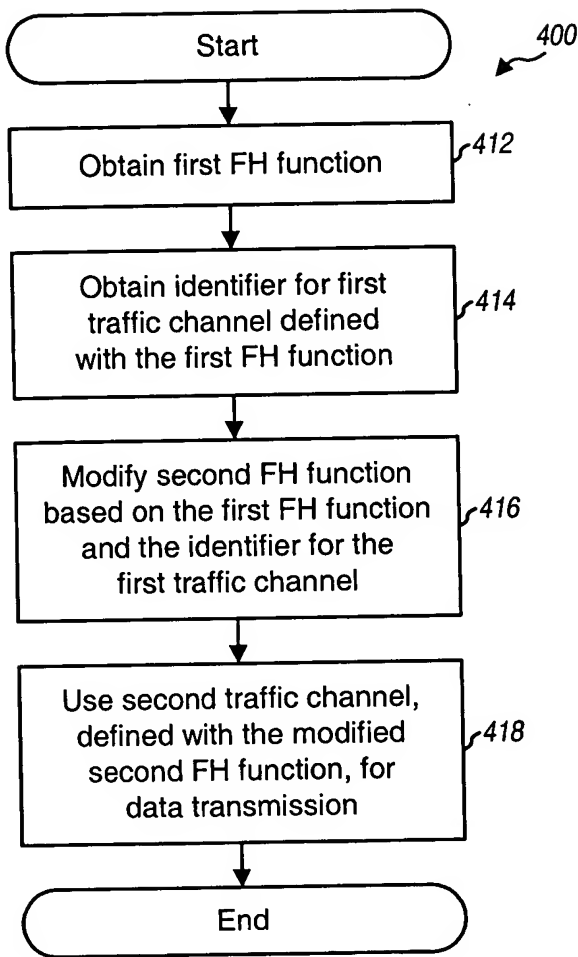 Start
400
Obtain first FH function
412
Obtain identifier for first
traffic channel defined
with the first FH function
414
Modify second FH function
based on the first FH function
and the identifier for the
first traffic channel
416
Use second traffic channel,
defined with the modified
second FH function, for
data transmission
418
End